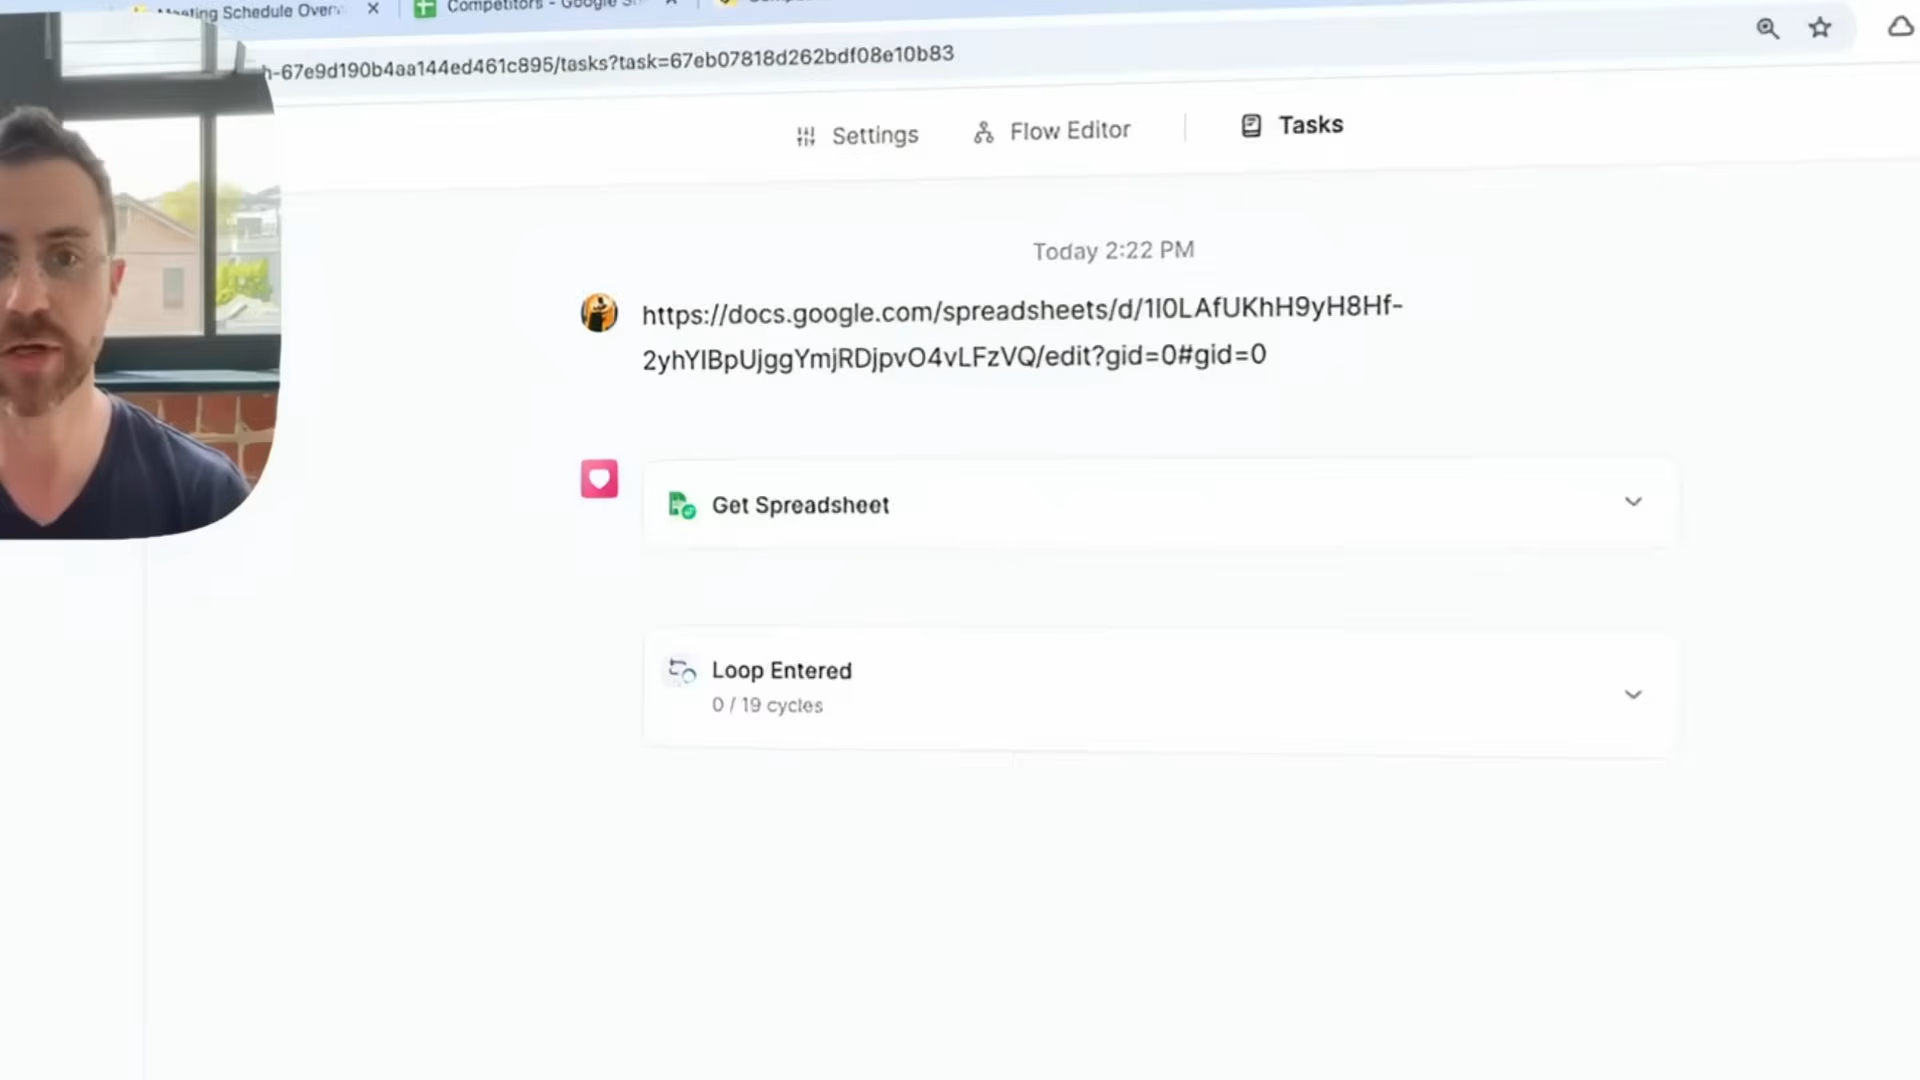 Meeting Schedule Over
Competitors - Google
h-67e9d190b4aa144ed461c895/tasks?task=67eb07818d262bdf08e10b83
Settings
Flow Editor
Tasks
Today 2:22 PM
https://docs.google.com/spreadsheets/d/1I0LAfUKhH9yH8Hf-
2yhYIBpUjggYmjRDjpvO4vLFzVQ/edit?gid=0#gid=0
Get Spreadsheet
Loop Entered
0 / 19 cycles